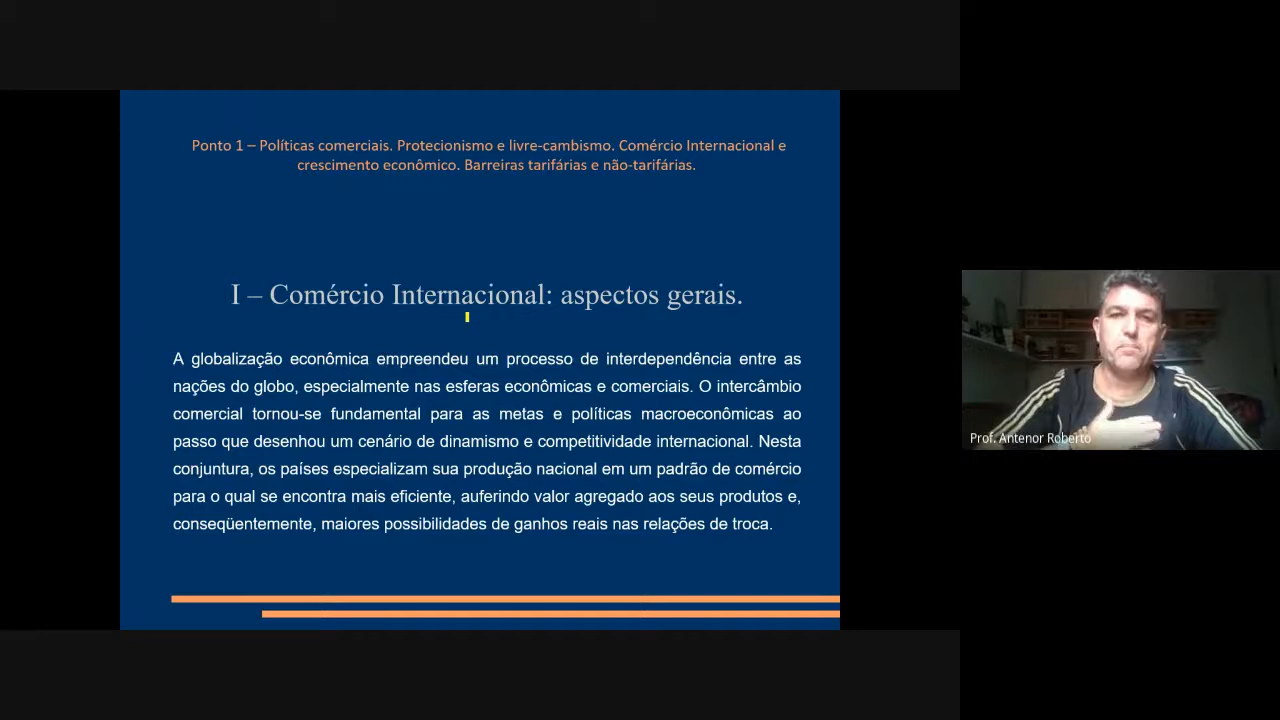 Ponto 1 – Políticas comerciais. Protecionismo e livre-cambismo. Comércio Internacional e
crescimento econômico. Barreiras tarifárias e não-tarifárias.
I – Comércio Internacional: aspectos gerais.
A globalização econômica empreendeu um processo de interdependência entre as
nações do globo, especialmente nas esferas econômicas e comerciais. O intercâmbio
comercial tornou-se fundamental para as metas e políticas macroeconômicas ao
passo que desenhou um cenário de dinamismo e competitividade internacional. Nesta
conjuntura, os países especializam sua produção nacional em um padrão de comércio
para o qual se encontra mais eficiente, auferindo valor agregado aos seus produtos e,
conseqüentemente, maiores possibilidades de ganhos reais nas relações de troca.
Prof. Antenor Roberto